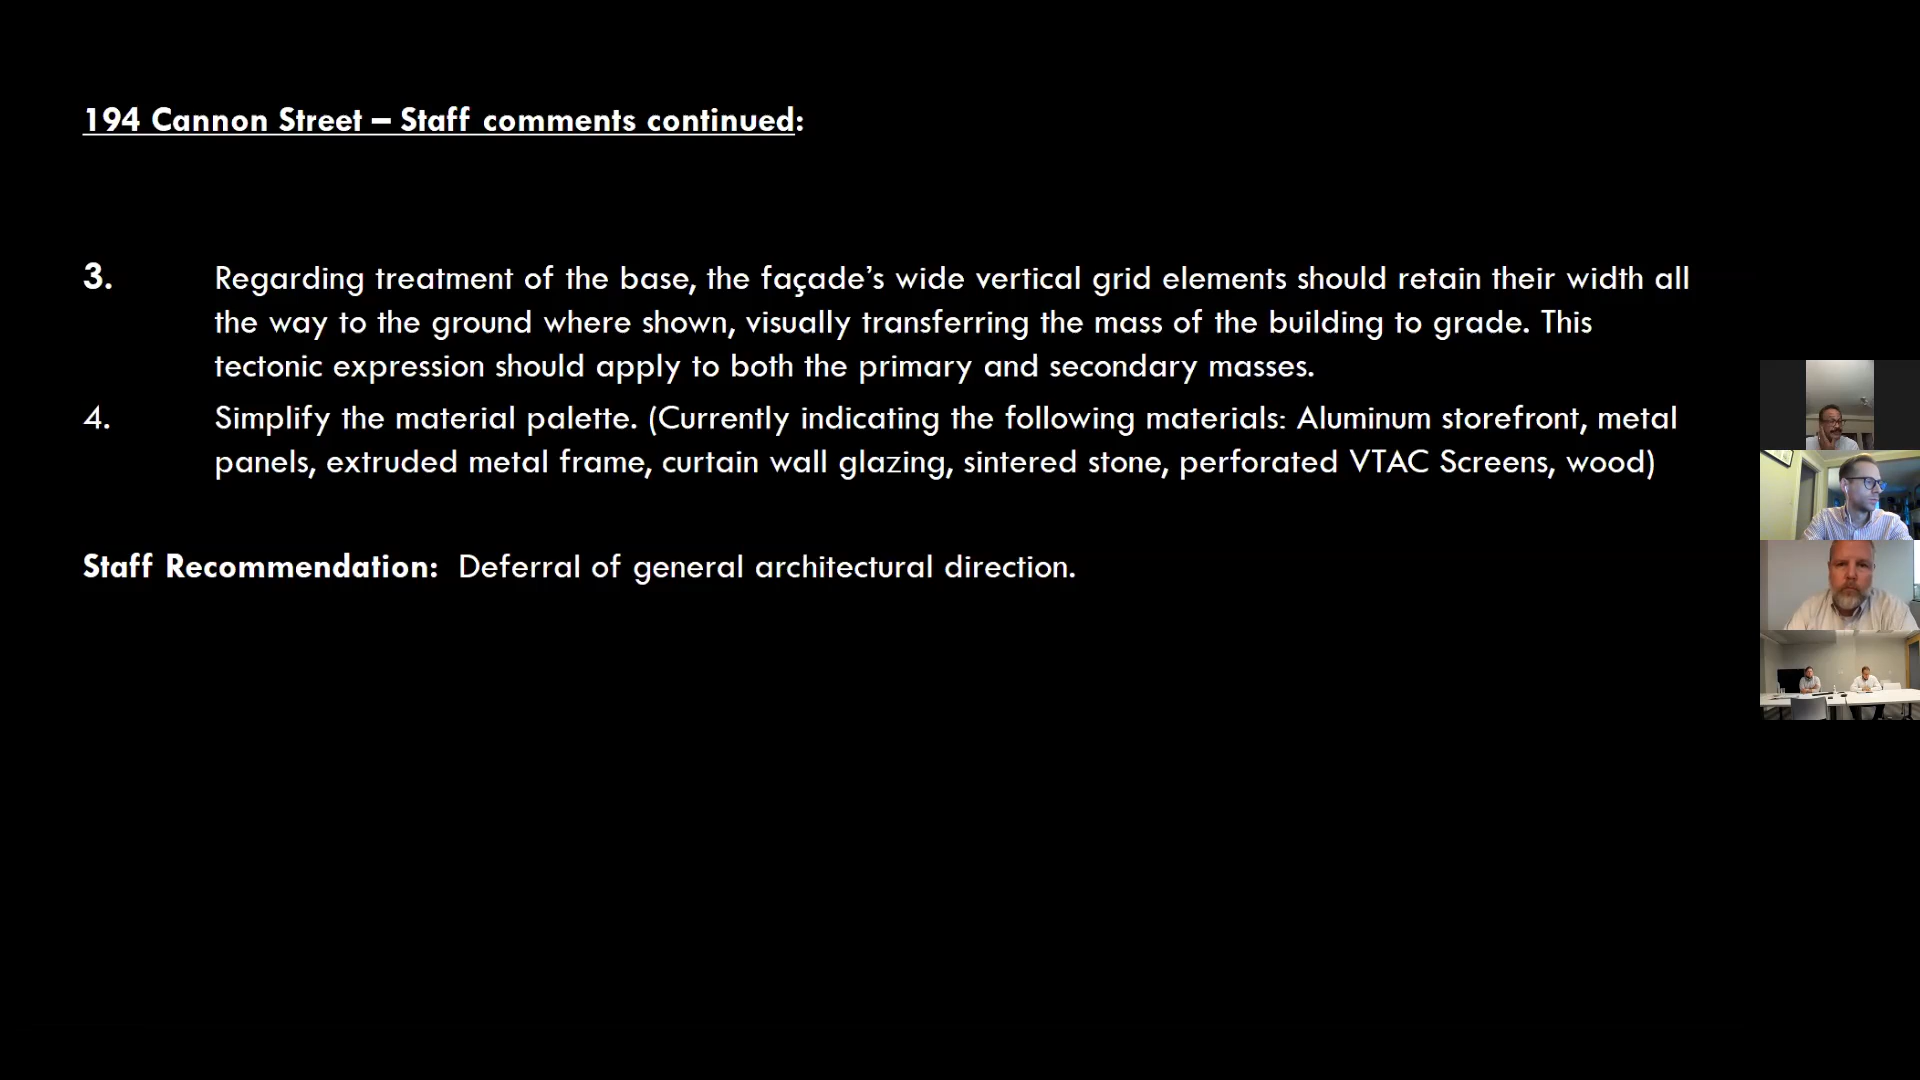 194 Cannon Street – Staff comments continued:
3. Regarding treatment of the base, the façade’s wide vertical grid elements should retain their width all
the way to the ground where shown, visually transferring the mass of the building to grade. This
tectonic expression should apply to both the primary and secondary masses.
4. Simplify the material palette. (Currently indicating the following materials: Aluminum storefront, metal
panels, extruded metal frame, curtain wall glazing, sintered stone, perforated VTAC Screens, wood)
Staff Recommendation: Deferral of general architectural direction.